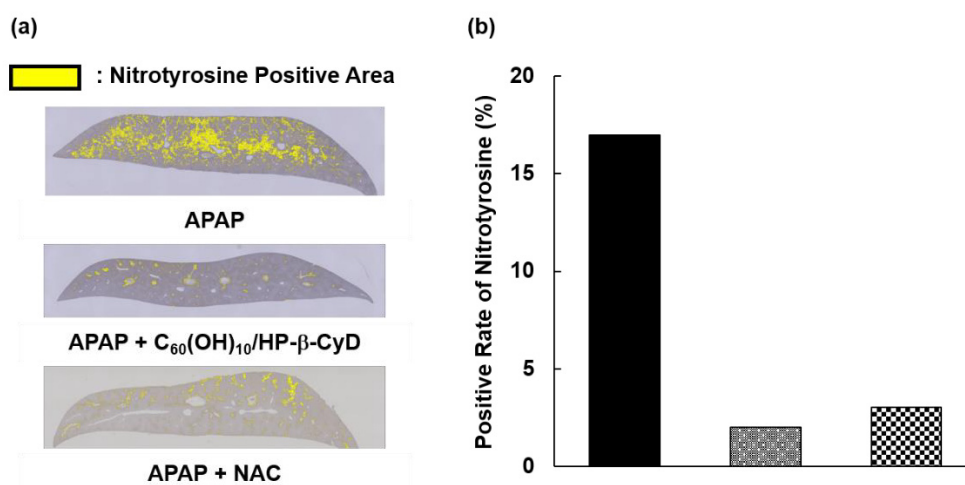 (a)
: Nitrotyrosine Positive Area
APAP
APAP + C₆₀(OH)₁₀/HP-β-CyD
APAP + NAC
(b)
Positive Rate of Nitrotyrosine (%)
20
15
10
5
0